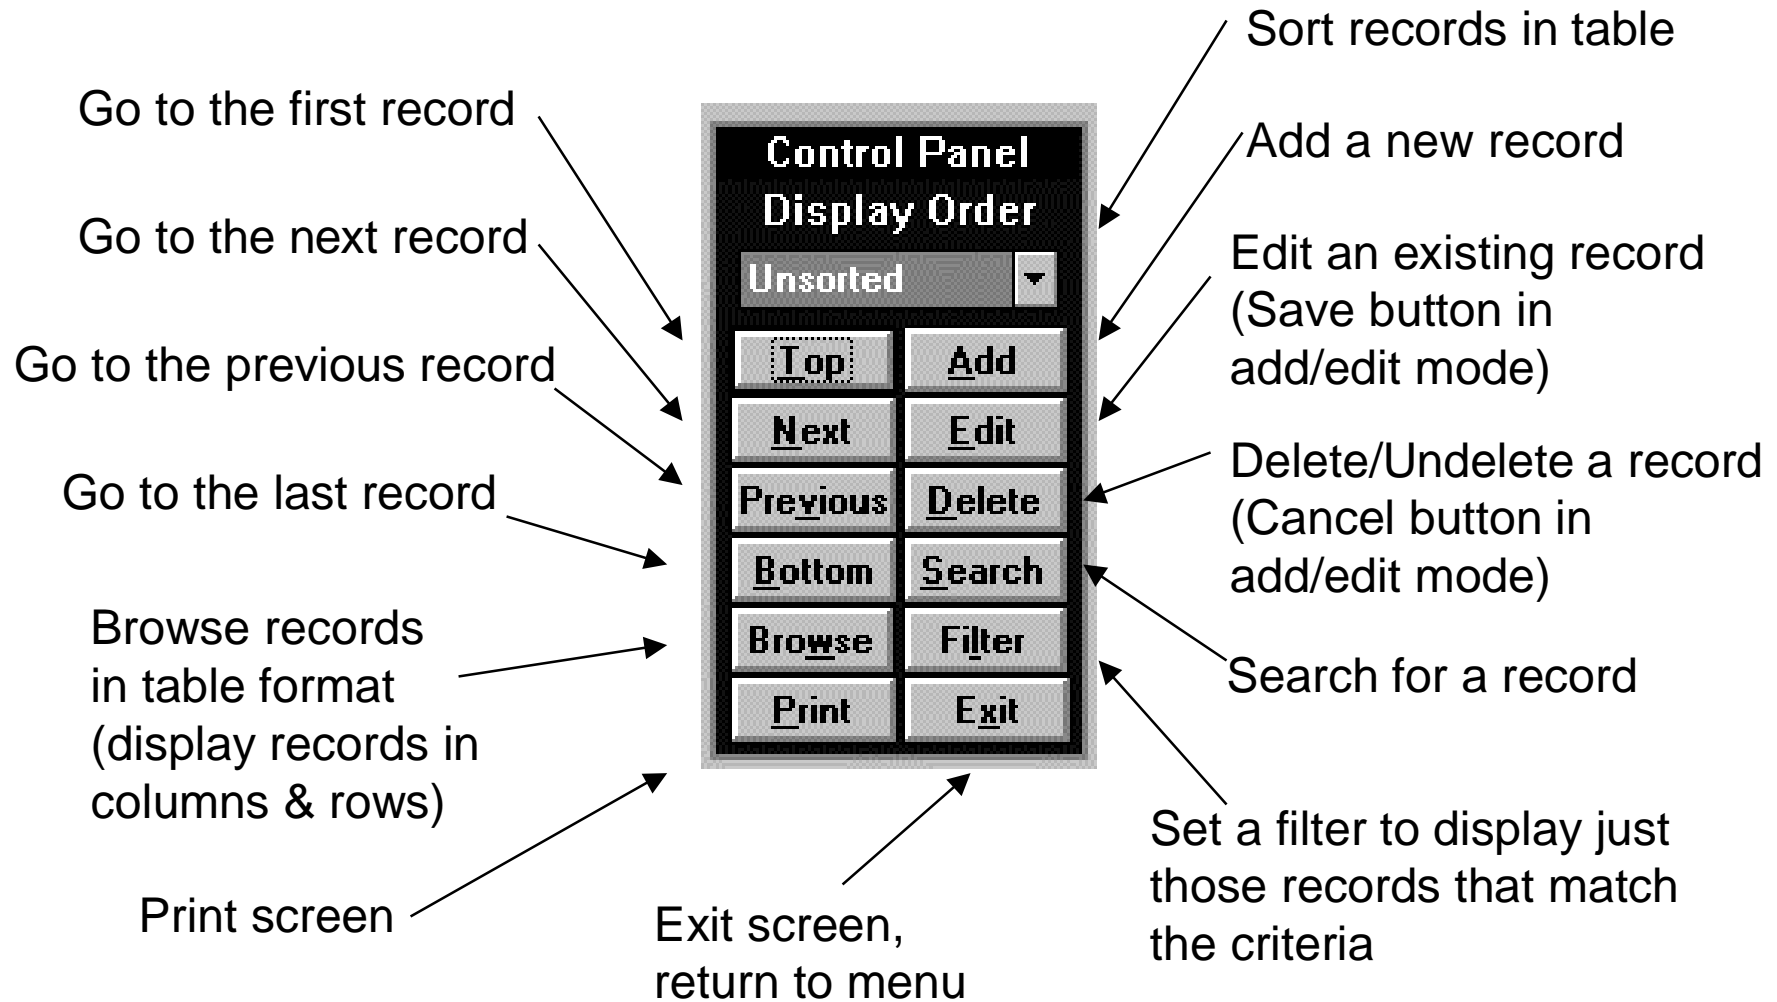 Sort records in table
Go to the first record
Add a new record
Go to the next record
Edit an existing record
(Save button in
add/edit mode)
Go to the previous record
Go to the last record
Delete/Undelete a record
(Cancel button in
add/edit mode)
Browse records
in table format
(display records in
columns & rows)
Search for a record
Print screen
Exit screen,
return to menu
Set a filter to display just
those records that match
the criteria
Control Panel
Display Order
Unsorted
Top Add
Next Edit
Previous Delete
Bottom Search
Browse Filter
Print Exit